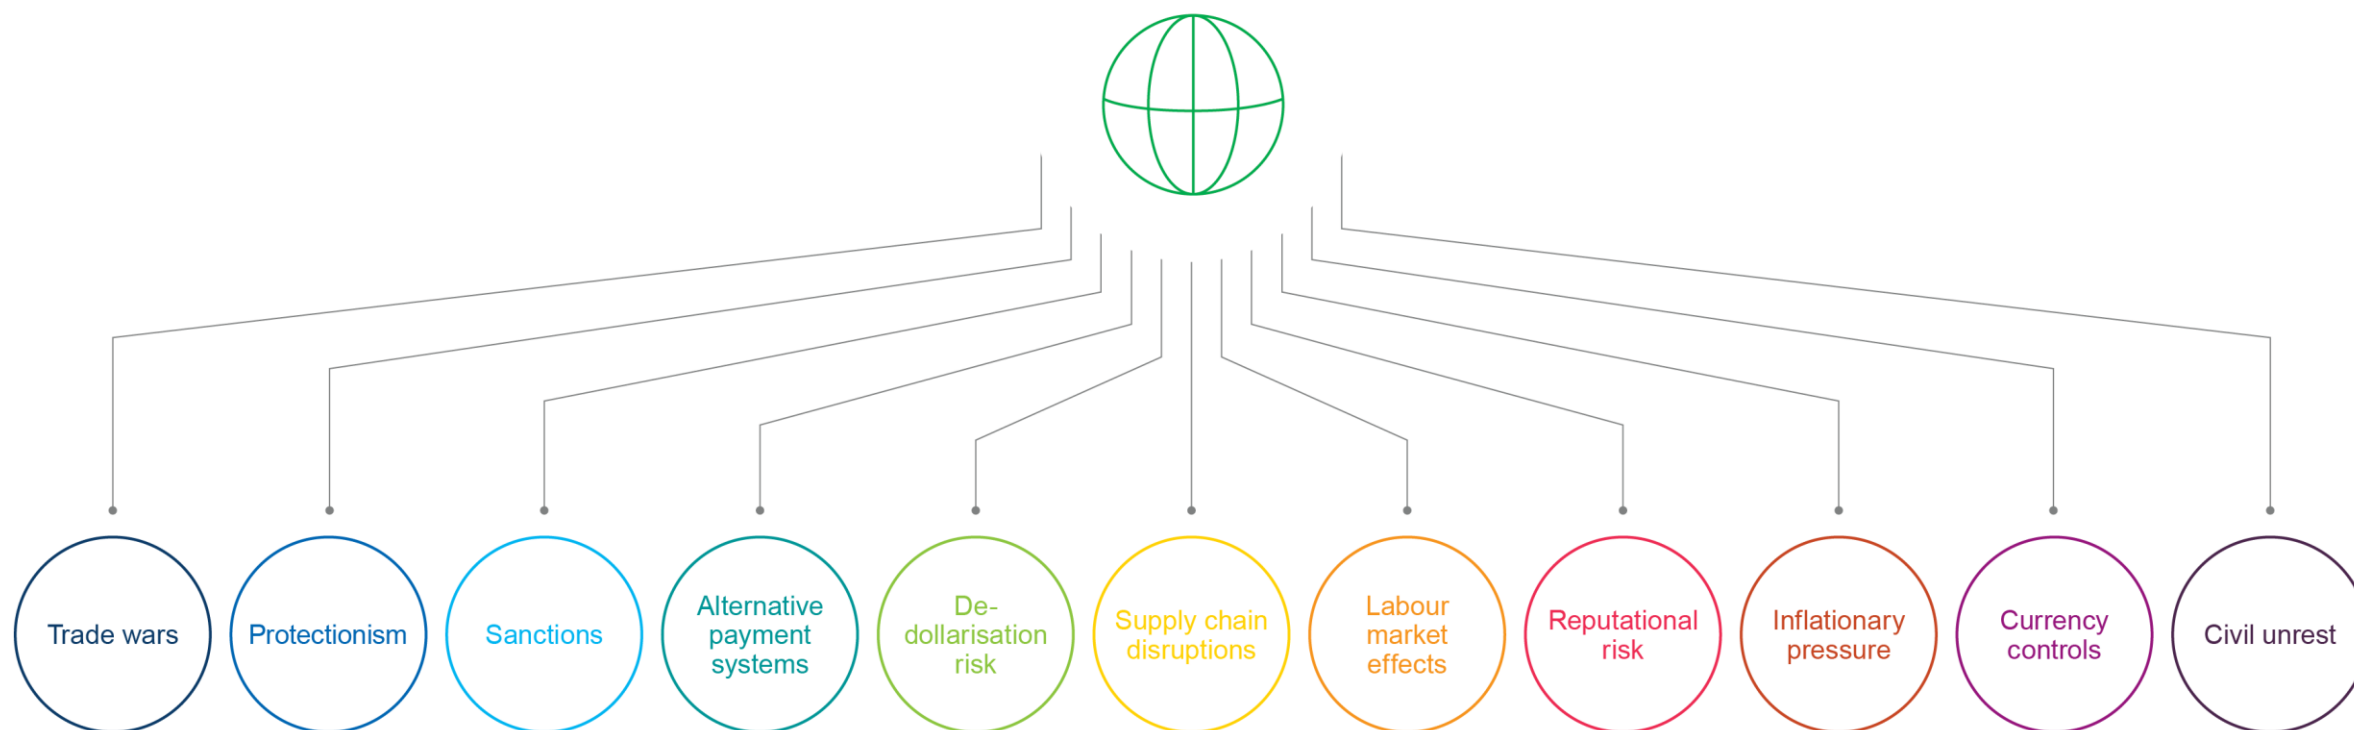 Trade wars
Protectionism
Sanctions
Alternative
payment
systems
De-
dollarisation
risk
Supply chain
disruptions
Labour
market
effects
Reputational
risk
Inflationary
pressure
Currency
controls
Civil unrest